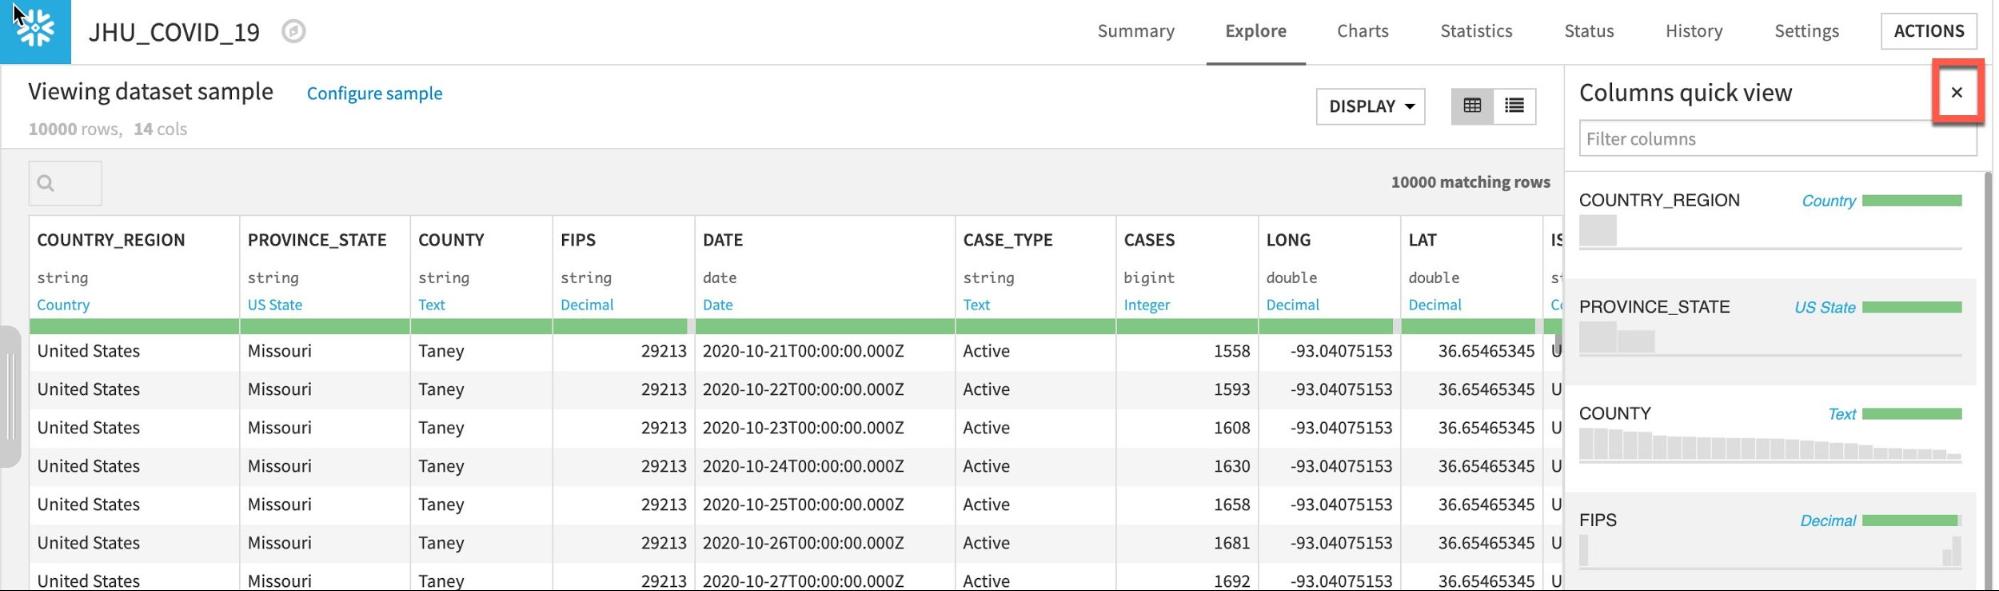 JHU_COVID_19 Summary Explore Charts Statistics Status History Settings ACTIONS
Viewing dataset sample Configure sample DISPLAY Columns quick view ×
10000 rows, 14 cols Filter columns
10000 matching rows
COUNTRY_REGION PROVINCE_STATE COUNTY FIPS DATE CASE_TYPE CASES LONG LAT IS
string string string string date string bigint double double st
Country US State Text Decimal Date Text Integer Decimal Decimal Co
United States Missouri Taney 29213 2020-10-21T00:00:00.000Z Active 1558 -93.04075153 36.65465345 U
United States Missouri Taney 29213 2020-10-22T00:00:00.000Z Active 1593 -93.04075153 36.65465345 U
United States Missouri Taney 29213 2020-10-23T00:00:00.000Z Active 1608 -93.04075153 36.65465345 U
United States Missouri Taney 29213 2020-10-24T00:00:00.000Z Active 1630 -93.04075153 36.65465345 U
United States Missouri Taney 29213 2020-10-25T00:00:00.000Z Active 1658 -93.04075153 36.65465345 U
United States Missouri Taney 29213 2020-10-26T00:00:00.000Z Active 1681 -93.04075153 36.65465345 U
United States Missouri Taney 29213 2020-10-27T00:00:00.000Z Active 1692 -93.04075153 36.65465345 U
COUNTRY_REGION Country
PROVINCE_STATE US State
COUNTY Text
FIPS Decimal